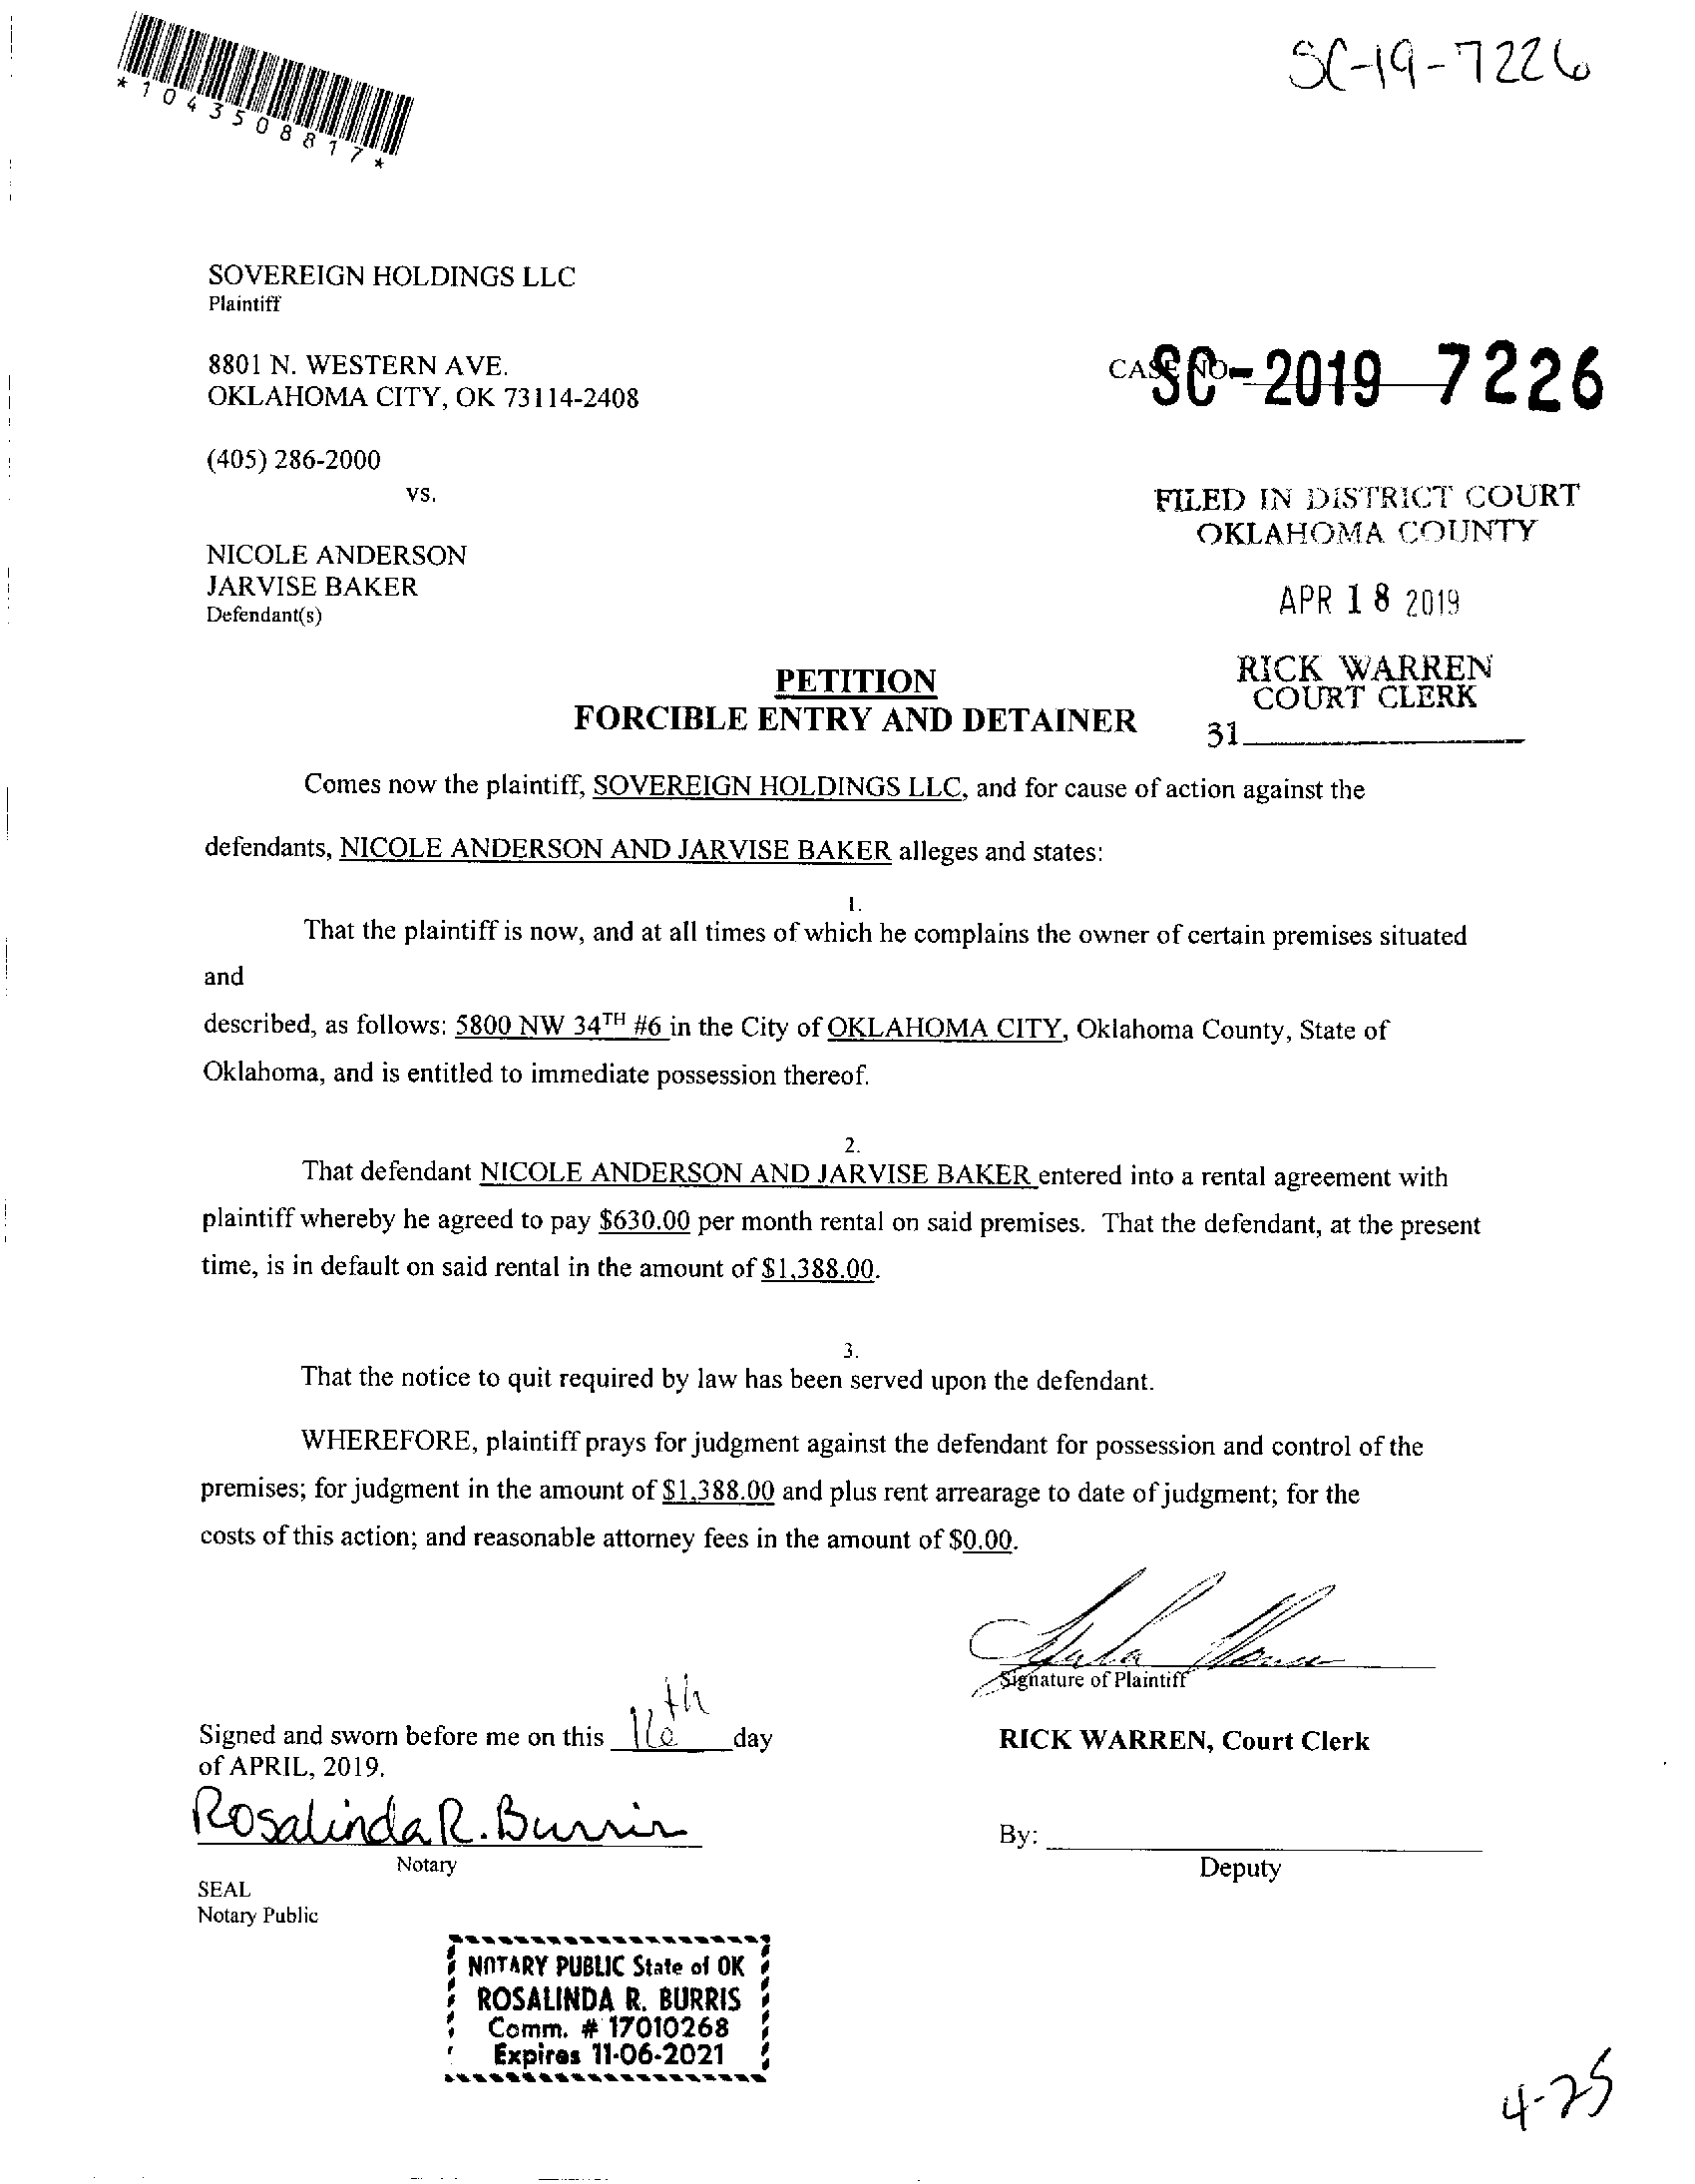 SC-19-7226
*1043508817*
SOVEREIGN HOLDINGS LLC
Plaintiff
8801 N. WESTERN AVE.
OKLAHOMA CITY, OK 73114-2408
CASE NO.
SC-2019 7226
(405) 286-2000
vs.
FILED IN DISTRICT COURT
OKLAHOMA COUNTY
NICOLE ANDERSON
JARVISE BAKER
Defendant(s)
APR 18 2019
RICK WARREN
COURT CLERK
31
PETITION
FORCIBLE ENTRY AND DETAINER
Comes now the plaintiff, SOVEREIGN HOLDINGS LLC, and for cause of action against the
defendants, NICOLE ANDERSON AND JARVISE BAKER alleges and states:
1.
That the plaintiff is now, and at all times of which he complains the owner of certain premises situated
and
described, as follows: 5800 NW 34TH #6 in the City of OKLAHOMA CITY, Oklahoma County, State of
Oklahoma, and is entitled to immediate possession thereof.
2.
That defendant NICOLE ANDERSON AND JARVISE BAKER entered into a rental agreement with
plaintiff whereby he agreed to pay $630.00 per month rental on said premises. That the defendant, at the present
time, is in default on said rental in the amount of $1,388.00.
3.
That the notice to quit required by law has been served upon the defendant.
WHEREFORE, plaintiff prays for judgment against the defendant for possession and control of the
premises; for judgment in the amount of $1,388.00 and plus rent arrearage to date of judgment; for the
costs of this action; and reasonable attorney fees in the amount of $0.00.
Signature of Plaintiff
Signed and sworn before me on this 16th day
of APRIL, 2019.
RICK WARREN, Court Clerk
Rosalinda R. Burris
Notary
By:
Deputy
SEAL
Notary Public
NOTARY PUBLIC State of OK
ROSALINDA R. BURRIS
Comm. # 17010268
Expires 11-06-2021
4-25